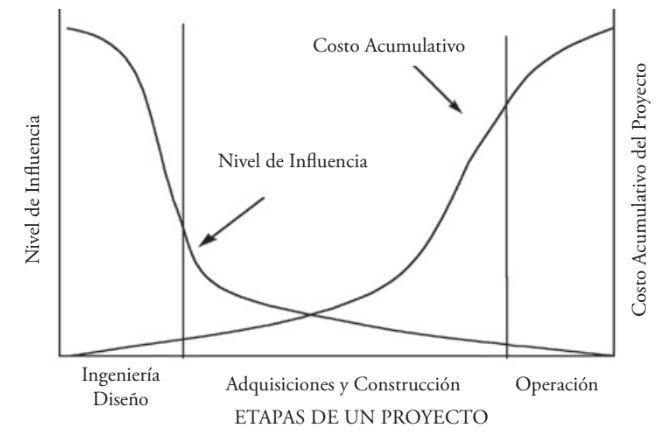 Costo Acumulativo
Nivel de Influencia
Nivel de Influencia
Costo Acumulativo del Proyecto
Ingeniería
Diseño
Adquisiciones y Construcción
Operación
ETAPAS DE UN PROYECTO